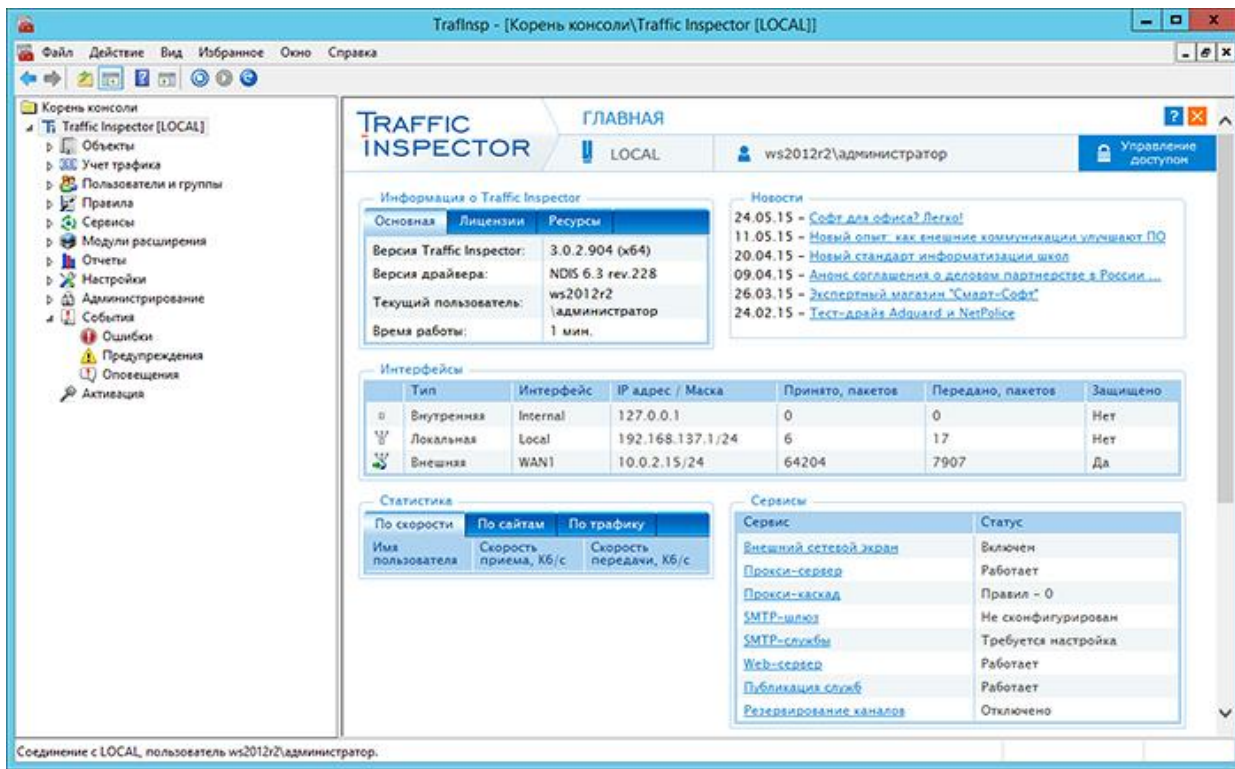 TrafInsp - [Корень консоли\Traffic Inspector [LOCAL]]
Файл Действие Вид Избранное Окно Справка
Корень консоли
Traffic Inspector [LOCAL]
Объекты
Учет трафика
Пользователи и группы
Правила
Сервисы
Модули расширения
Отчеты
Настройки
Администрирование
События
Ошибки
Предупреждения
Оповещения
Активация
TRAFFIC INSPECTOR
ГЛАВНАЯ
LOCAL ws2012r2\администратор Управление доступом
Информация о Traffic Inspector
Основная Лицензии Ресурсы
Версия Traffic Inspector: 3.0.2.904 (x64)
Версия драйвера: NDIS 6.3 rev.228
Текущий пользователь: ws2012r2\администратор
Время работы: 1 мин.
Новости
24.05.15 – Софт для офиса? Легко!
11.05.15 – Новый опыт: как внешние коммуникации улучшают ПО
20.04.15 – Новый стандарт информатизации школ
09.04.15 – Анонс соглашения о деловом партнерстве в России ...
26.03.15 – Экспертный магазин "Смарт-Софт"
24.02.15 – Тест-драйв Adguard и NetPolice
Интерфейсы
Тип Интерфейс IP адрес / Маска Принято, пакетов Передано, пакетов Защищено
Внутренняя Internal 127.0.0.1 0 0 Нет
Локальная Local 192.168.137.1/24 6 17 Нет
Внешняя WAN1 10.0.2.15/24 64204 7907 Да
Статистика
По скорости По сайтам По трафику
Имя пользователя Скорость приема, Кб/с Скорость передачи, Кб/с
Сервисы
Сервис Статус
Внешний сетевой экран Включен
Прокси-сервер Работает
Прокси-каскад Правил – 0
SMTP-шлюз Не сконфигурирован
SMTP-службы Требуется настройка
Web-сервер Работает
Публикация служб Работает
Резервирование каналов Отключено
Соединение с LOCAL, пользователь ws2012r2\администратор.